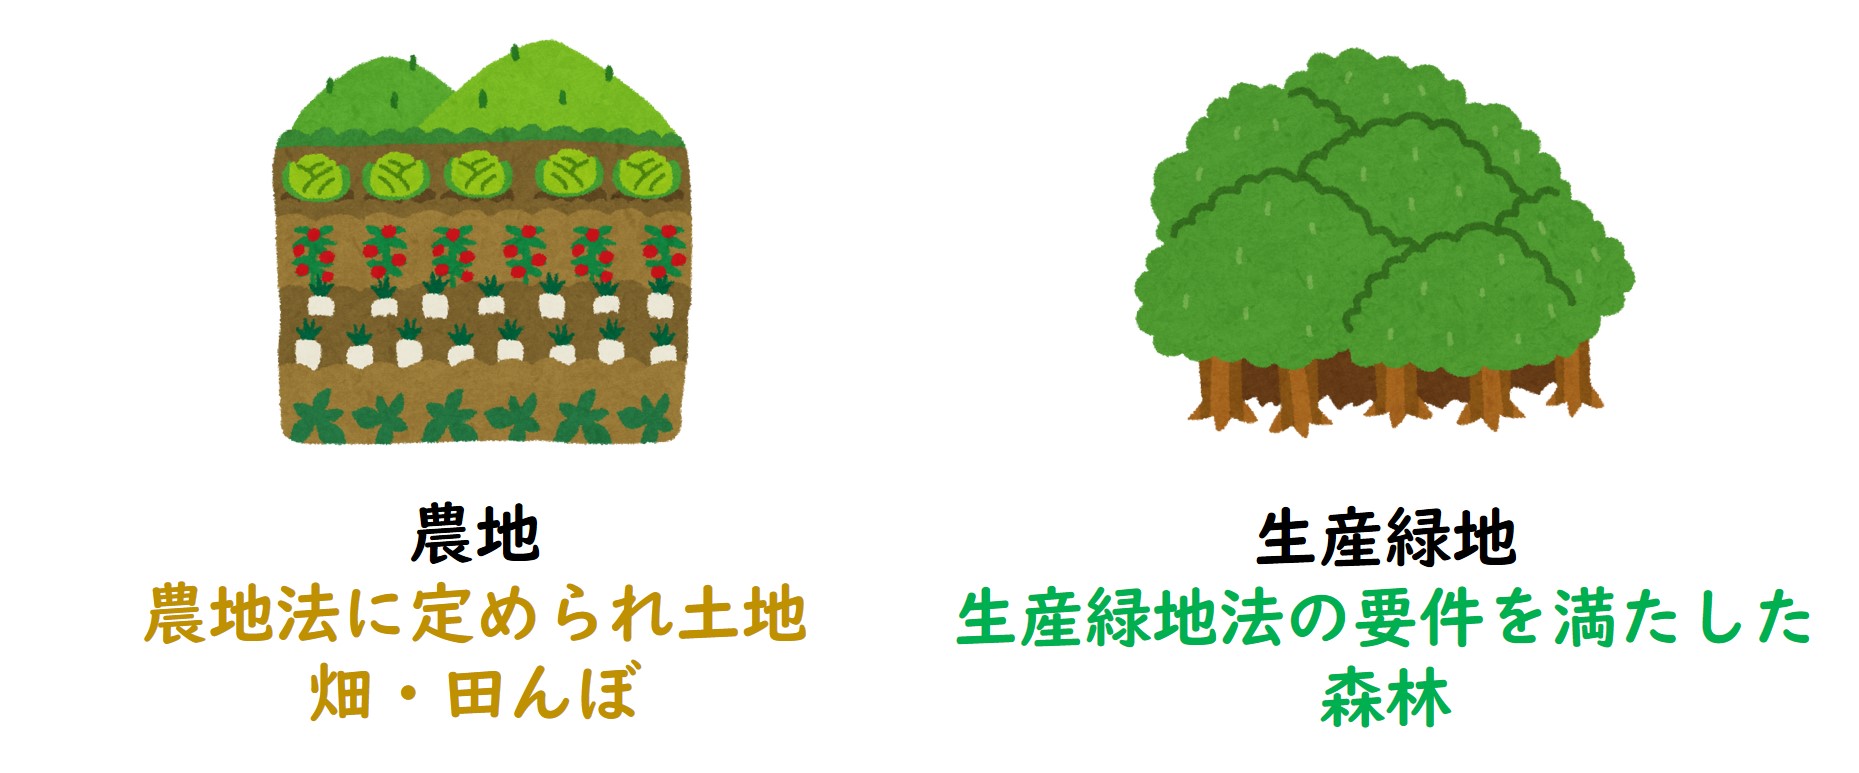 農地
農地法に定められ土地
畑・田んぼ
生産緑地
生産緑地法の要件を満たした
森林